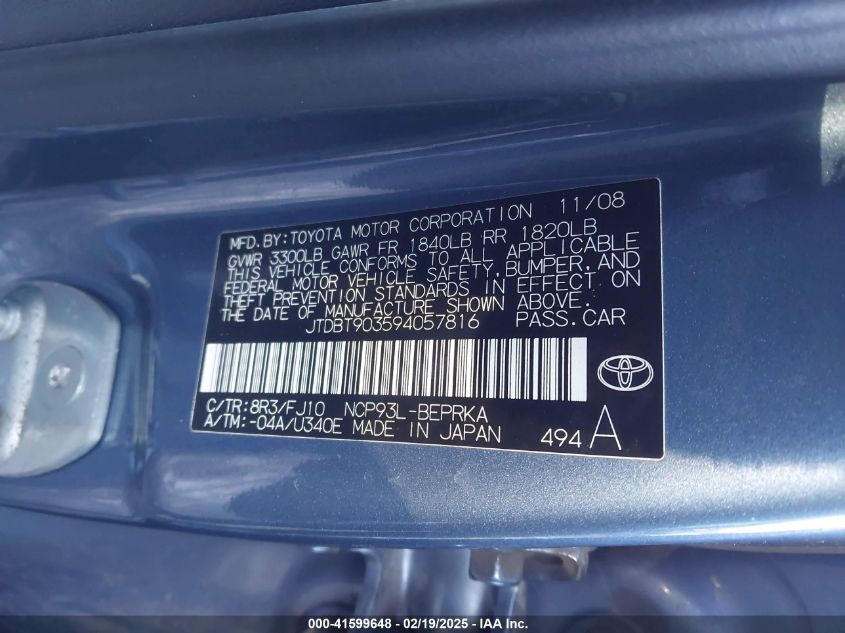 MFD. BY: TOYOTA MOTOR CORPORATION 11/08
GVWR 3300LB GAWR FR 1840LB RR 1820LB
THIS VEHICLE CONFORMS TO ALL APPLICABLE
FEDERAL MOTOR VEHICLE SAFETY, BUMPER, AND
THEFT PREVENTION STANDARDS IN EFFECT ON
THE DATE OF MANUFACTURE SHOWN ABOVE.
JTDBT903594057816 PASS. CAR
C/TR: 8R3/FJ10 NCP93L-BEPRKA
A/TM: -04A/U340E MADE IN JAPAN 494 A
000-41599648 - 02/19/2025 - IAA Inc.